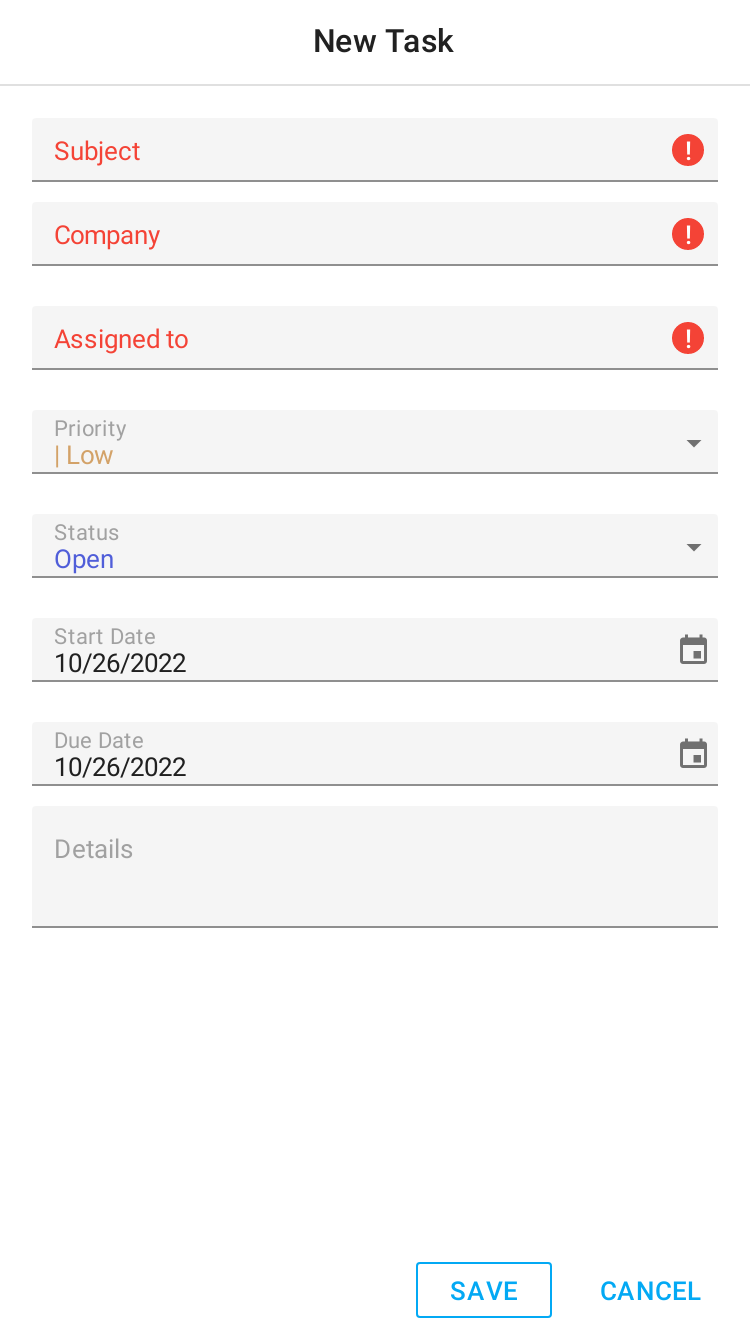 New Task
Subject
Company
Assigned to
Priority
| Low
Status
Open
Start Date
10/26/2022
Due Date
10/26/2022
Details
SAVE CANCEL